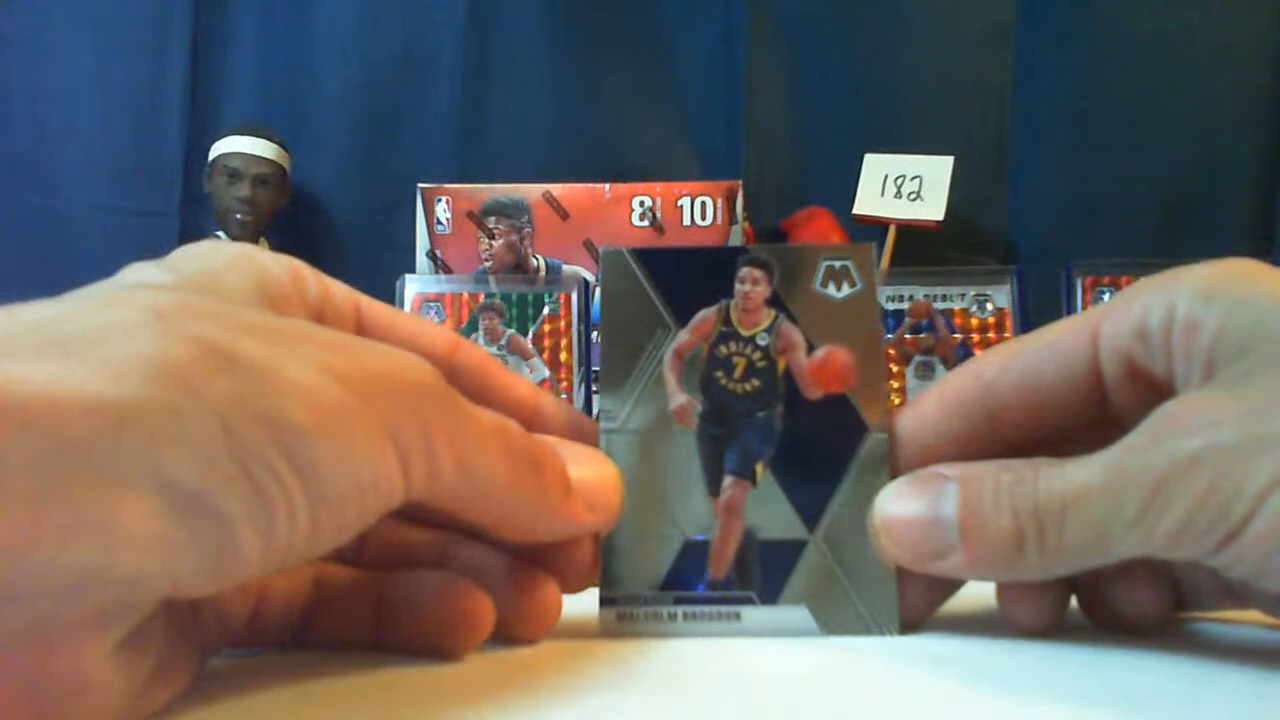 182
8 10
NBA DEBUT
M
INDIANA
7
PACERS
MALCOLM BROGDON